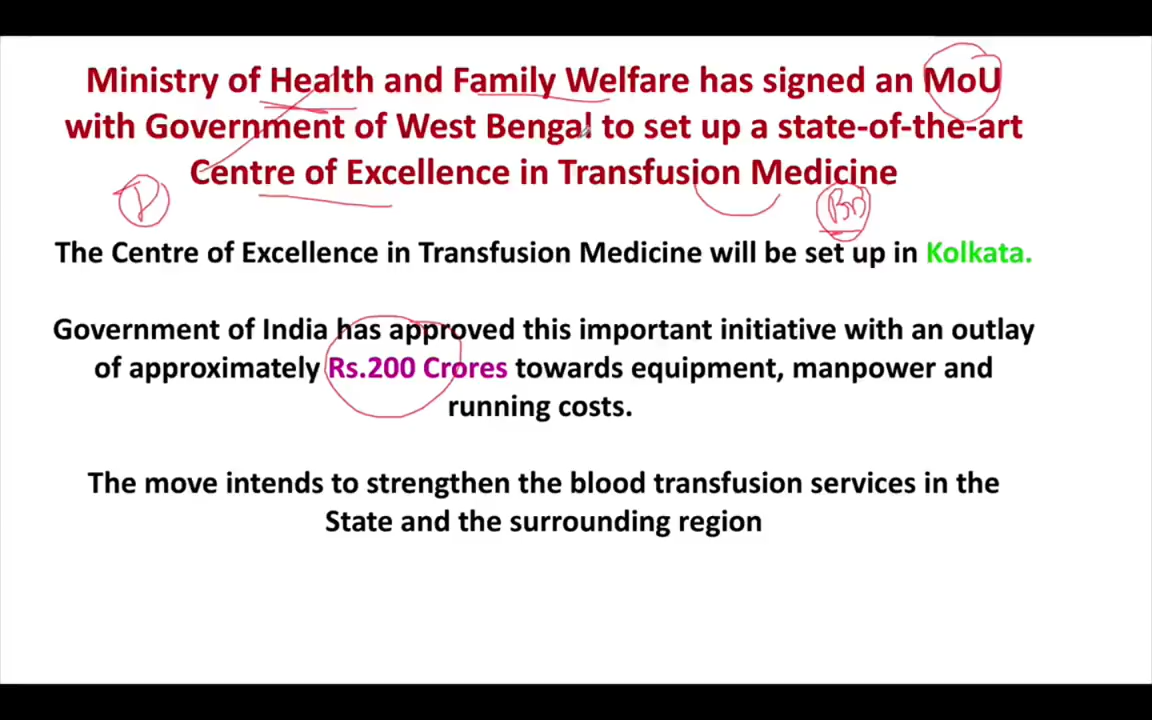 Ministry of Health and Family Welfare has signed an MoU
with Government of West Bengal to set up a state-of-the-art
Centre of Excellence in Transfusion Medicine
The Centre of Excellence in Transfusion Medicine will be set up in Kolkata.
Government of India has approved this important initiative with an outlay
of approximately Rs.200 Crores towards equipment, manpower and
running costs.
The move intends to strengthen the blood transfusion services in the
State and the surrounding region